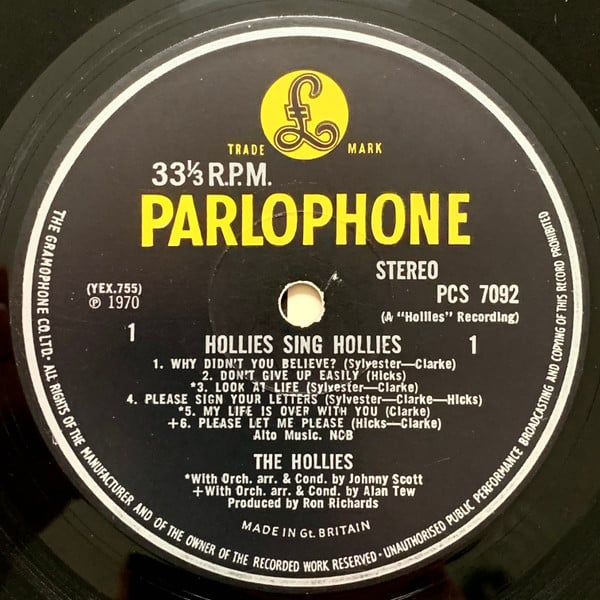 £
TRADE MARK
33⅓ R.P.M.
PARLOPHONE
STEREO
(YEX.755)
PCS 7092
℗ 1970
(A "Hollies" Recording)
1
1
HOLLIES SING HOLLIES
1. WHY DIDN'T YOU BELIEVE? (Sylvester—Clarke)
2. DON'T GIVE UP EASILY (Hicks)
*3. LOOK AT LIFE (Sylvester—Clarke)
4. PLEASE SIGN YOUR LETTERS (Sylvester—Clarke—Hicks)
*5. MY LIFE IS OVER WITH YOU (Clarke)
+6. PLEASE LET ME PLEASE (Hicks—Clarke)
Alto Music. NCB
THE HOLLIES
*With Orch. arr. & Cond. by Johnny Scott
+With Orch. arr. & Cond. by Alan Tew
Produced by Ron Richards
MADE IN Gt. BRITAIN
THE GRAMOPHONE CO. LTD.· ALL RIGHTS OF THE MANUFACTURER AND OF THE OWNER OF THE RECORDED WORK RESERVED · UNAUTHORISED PUBLIC PERFORMANCE BROADCASTING AND COPYING OF THIS RECORD PROHIBITED